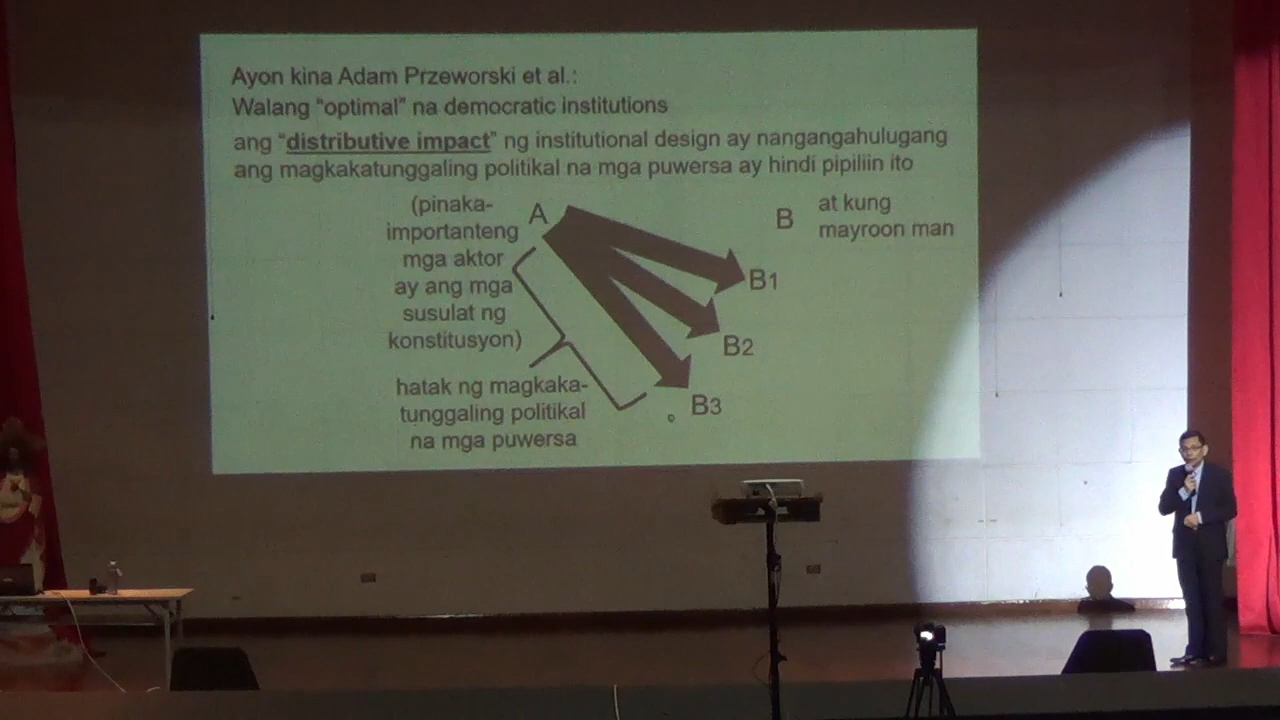 Ayon kina Adam Przeworski et al.:
Walang “optimal” na democratic institutions
ang “distributive impact” ng institutional design ay nangangahulugang
ang magkakatunggaling politikal na mga puwersa ay hindi pipiliin ito
(pinaka-
importanteng
mga aktor
ay ang mga
susulat ng
konstitusyon)
A
B
at kung
mayroon man
B1
B2
B3
hatak ng magkaka-
tunggaling politikal
na mga puwersa